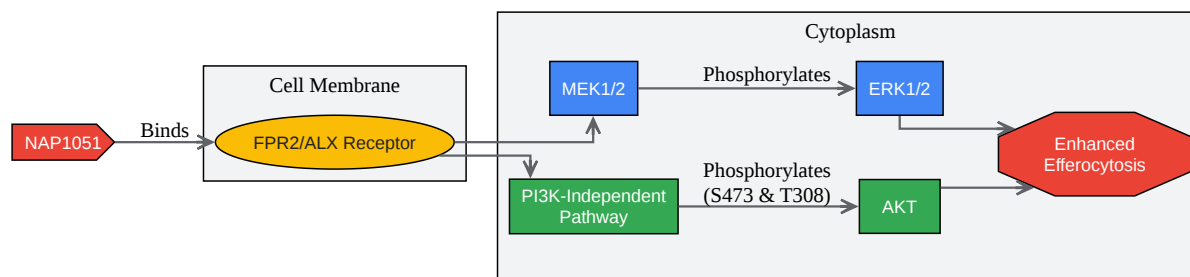 Cytoplasm
Cell Membrane
MEK1/2
Phosphorylates
ERK1/2
NAP1051
Binds
FPR2/ALX Receptor
Enhanced
Efferocytosis
PI3K-Independent
Pathway
Phosphorylates
(S473 & T308)
AKT